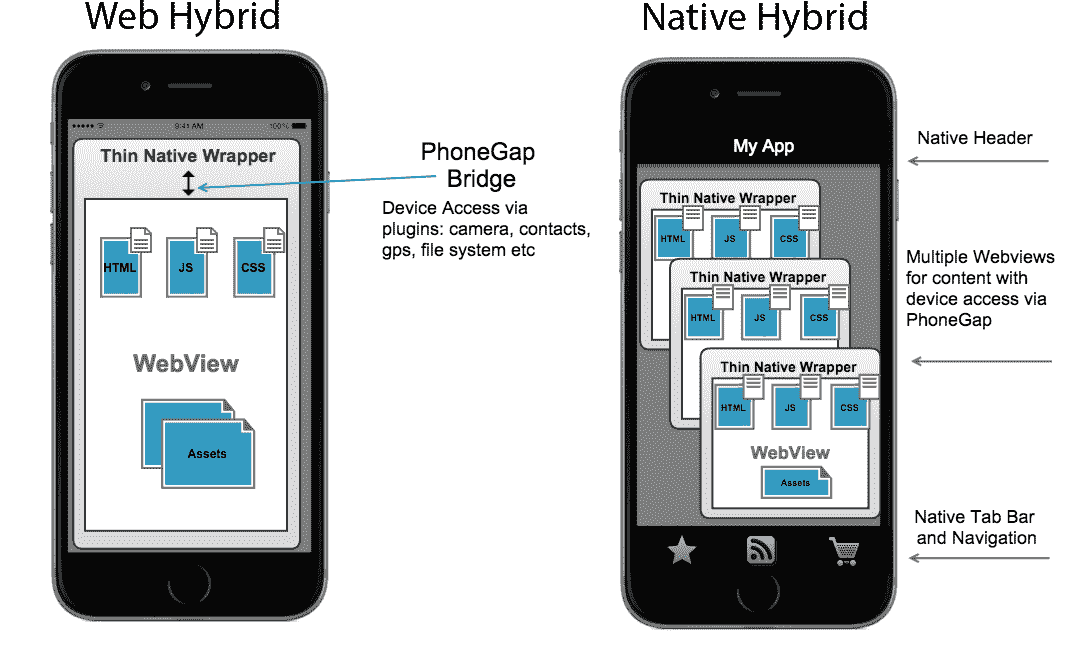 Web Hybrid
9:41 AM
100%
Thin Native Wrapper
HTML
JS
CSS
WebView
Assets
PhoneGap
Bridge
Device Access via
plugins: camera, contacts,
gps, file system etc
Native Hybrid
My App
Thin Native Wrapper
HTML
JS
CSS
Thin Native Wrapper
HTML
JS
CSS
Thin Native Wrapper
HTML
JS
CSS
WebView
Assets
Native Header
Multiple Webviews
for content with
device access via
PhoneGap
Native Tab Bar
and Navigation